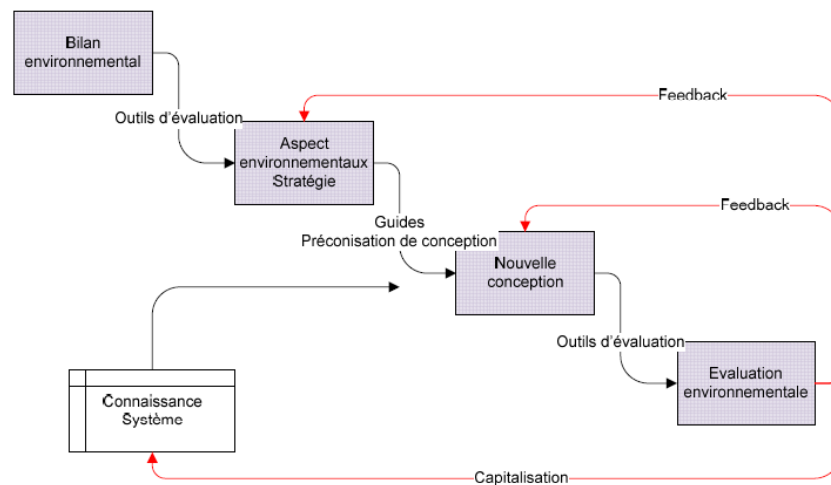 Bilan
environnemental
Feedback
Outils d'évaluation
Aspect
environnementaux
Stratégie
Feedback
Guides
Préconisation de conception
Nouvelle
conception
Outils d'évaluation
Evaluation
environnementale
Connaissance
Système
Capitalisation